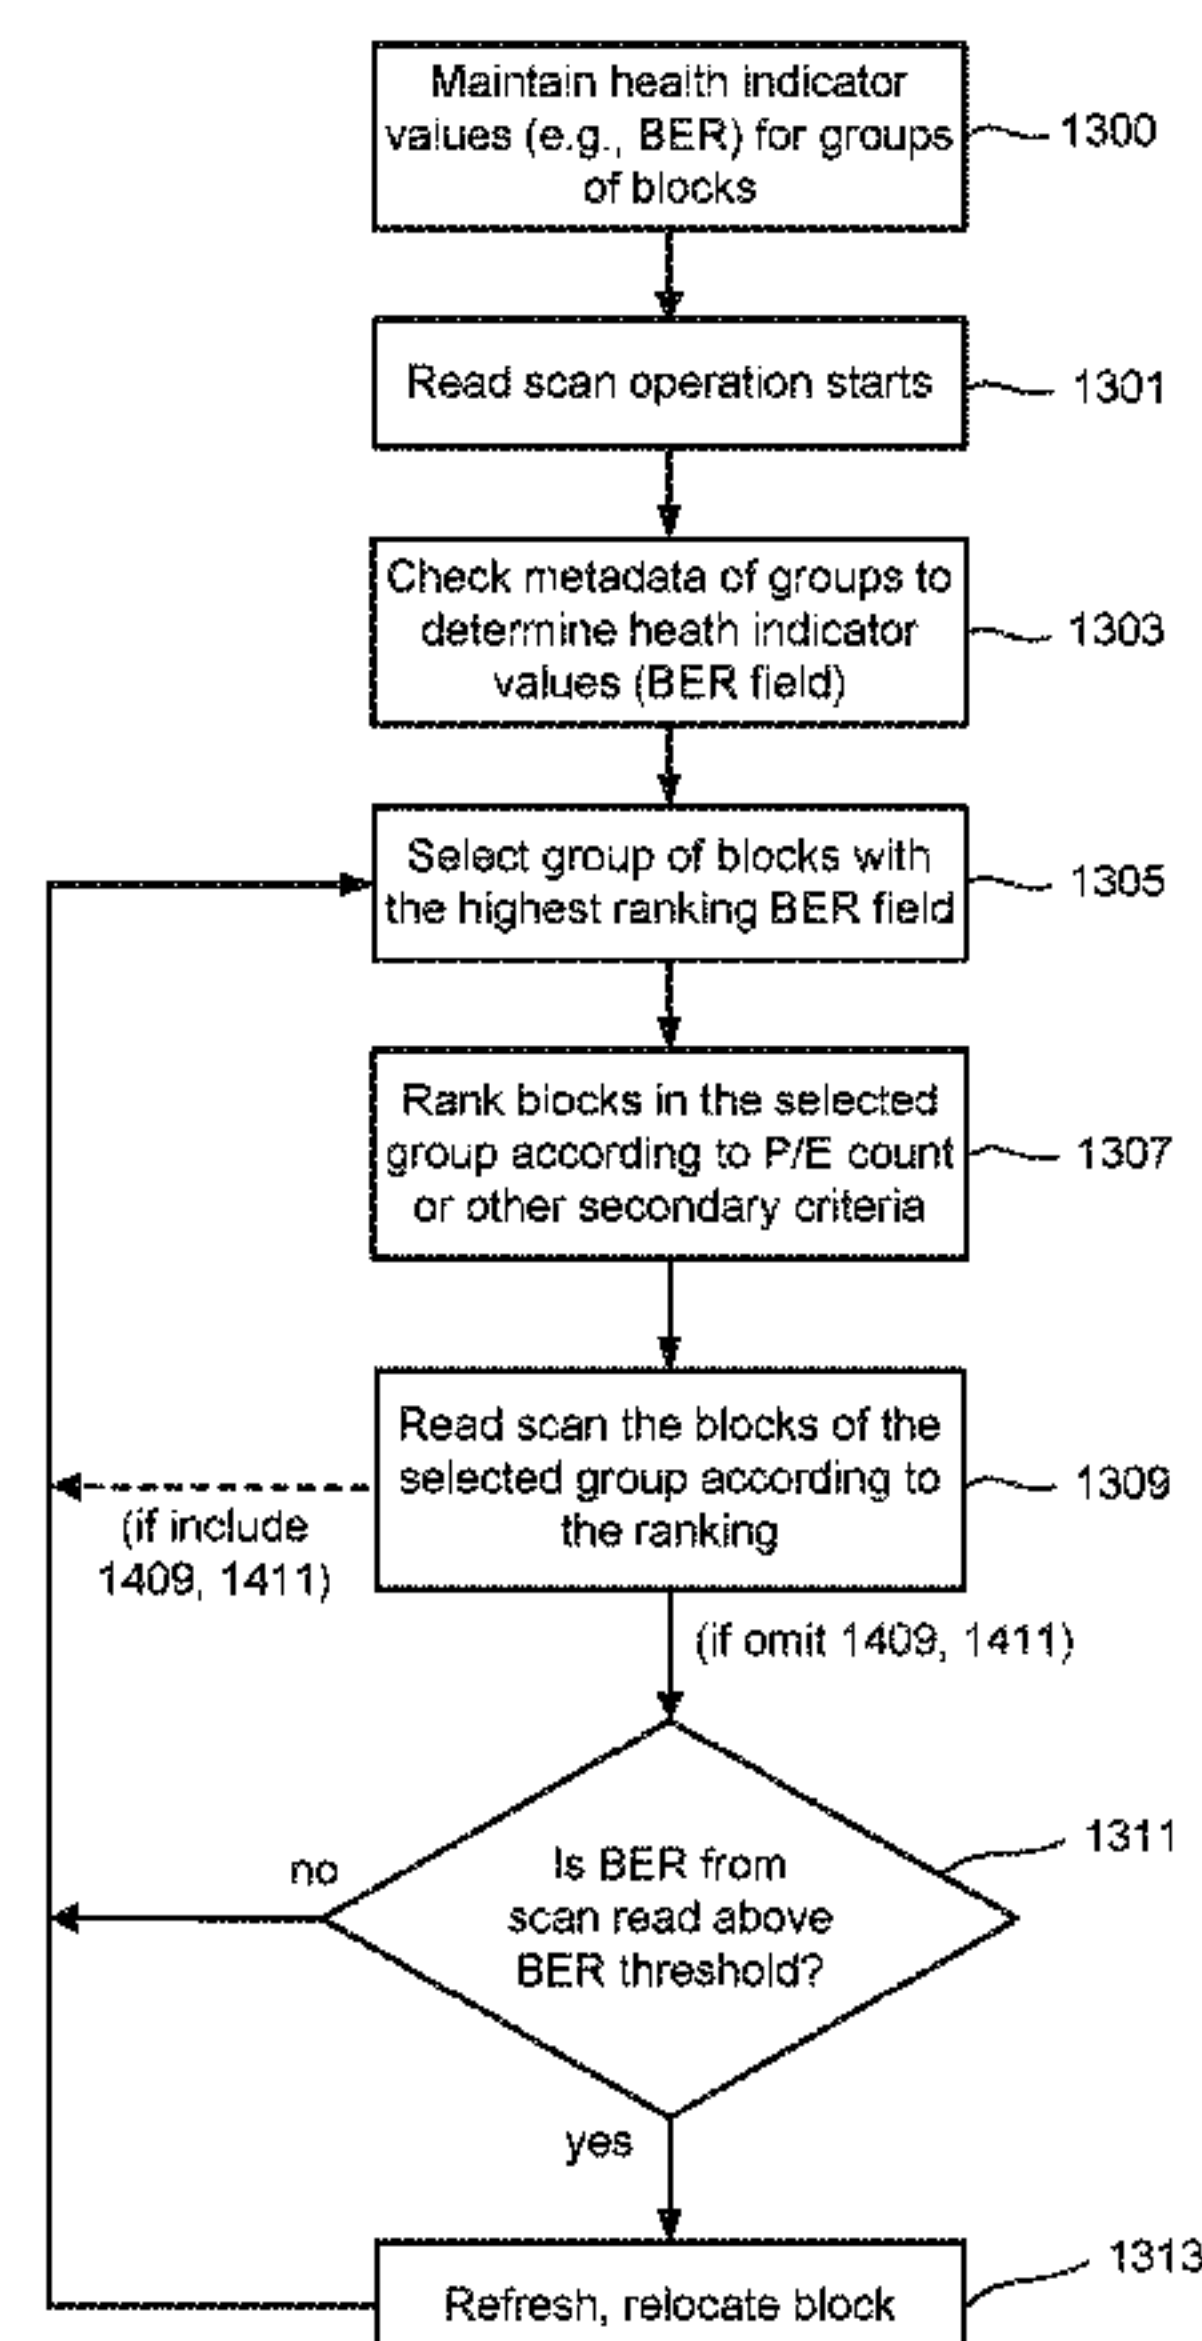 Maintain health indicator
values (e.g., BER) for groups
of blocks
1300
Read scan operation starts
1301
Check metadata of groups to
determine heath indicator
values (BER field)
1303
Select group of blocks with
the highest ranking BER field
1305
Rank blocks in the selected
group according to P/E count
or other secondary criteria
1307
Read scan the blocks of the
selected group according to
the ranking
1309
(if include
1409, 1411)
(if omit 1409, 1411)
Is BER from
scan read above
BER threshold?
1311
no
yes
Refresh, relocate block
1313